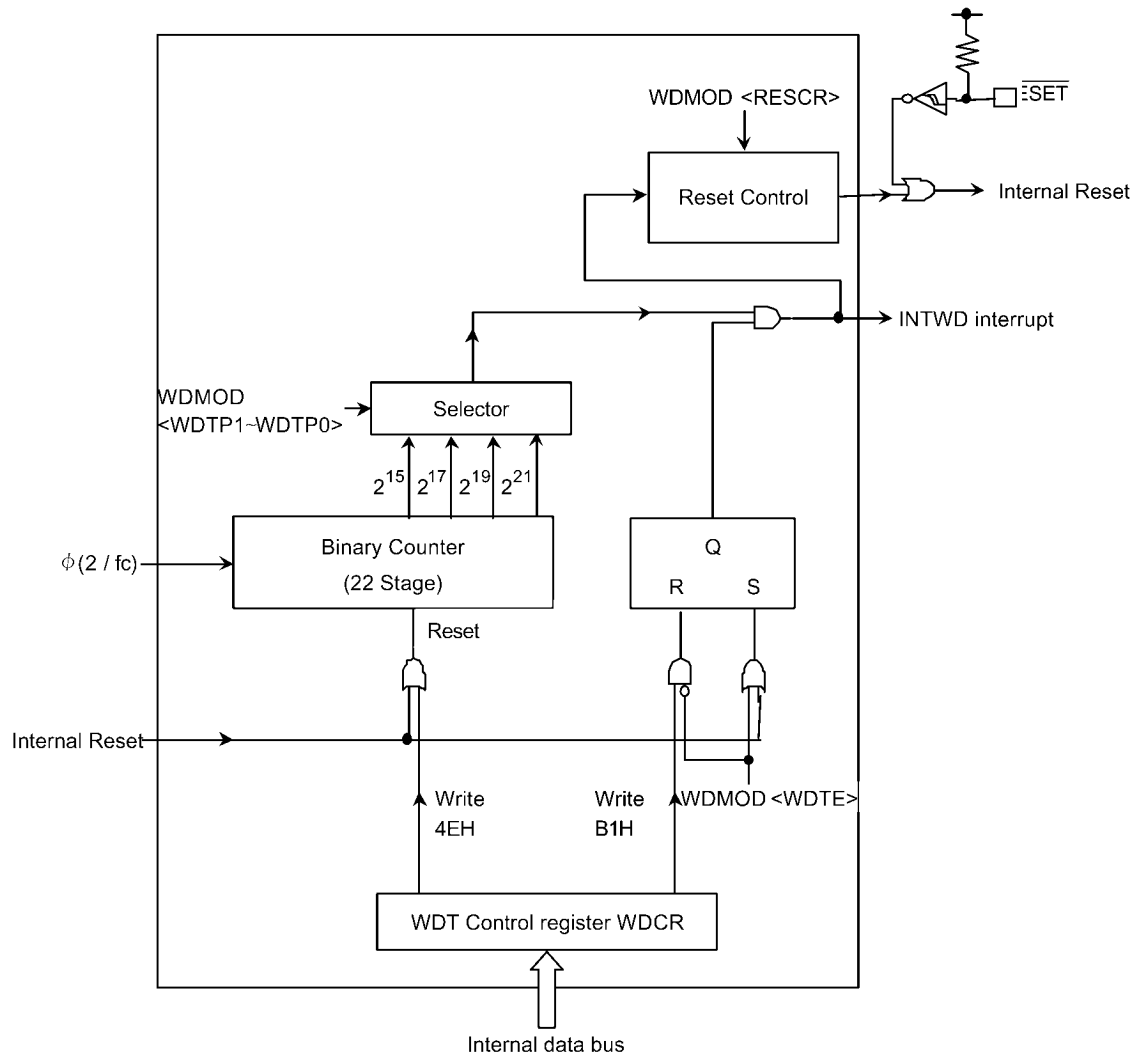 ESET
WDMOD <RESCR>
Reset Control
Internal Reset
INTWD interrupt
WDMOD
<WDTP1~WDTP0>
Selector
2^15 2^17 2^19 2^21
ϕ(2 / fc)
Binary Counter
(22 Stage)
Q
R S
Reset
Internal Reset
Write
4EH
Write
B1H
WDMOD <WDTE>
WDT Control register WDCR
Internal data bus